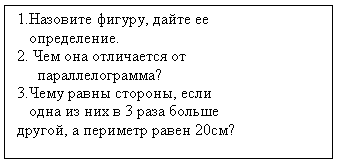 1.Назовите фигуру, дайте ее
определение.
2. Чем она отличается от
параллелограмма?
3.Чему равны стороны, если
одна из них в 3 раза больше
другой, а периметр равен 20см?